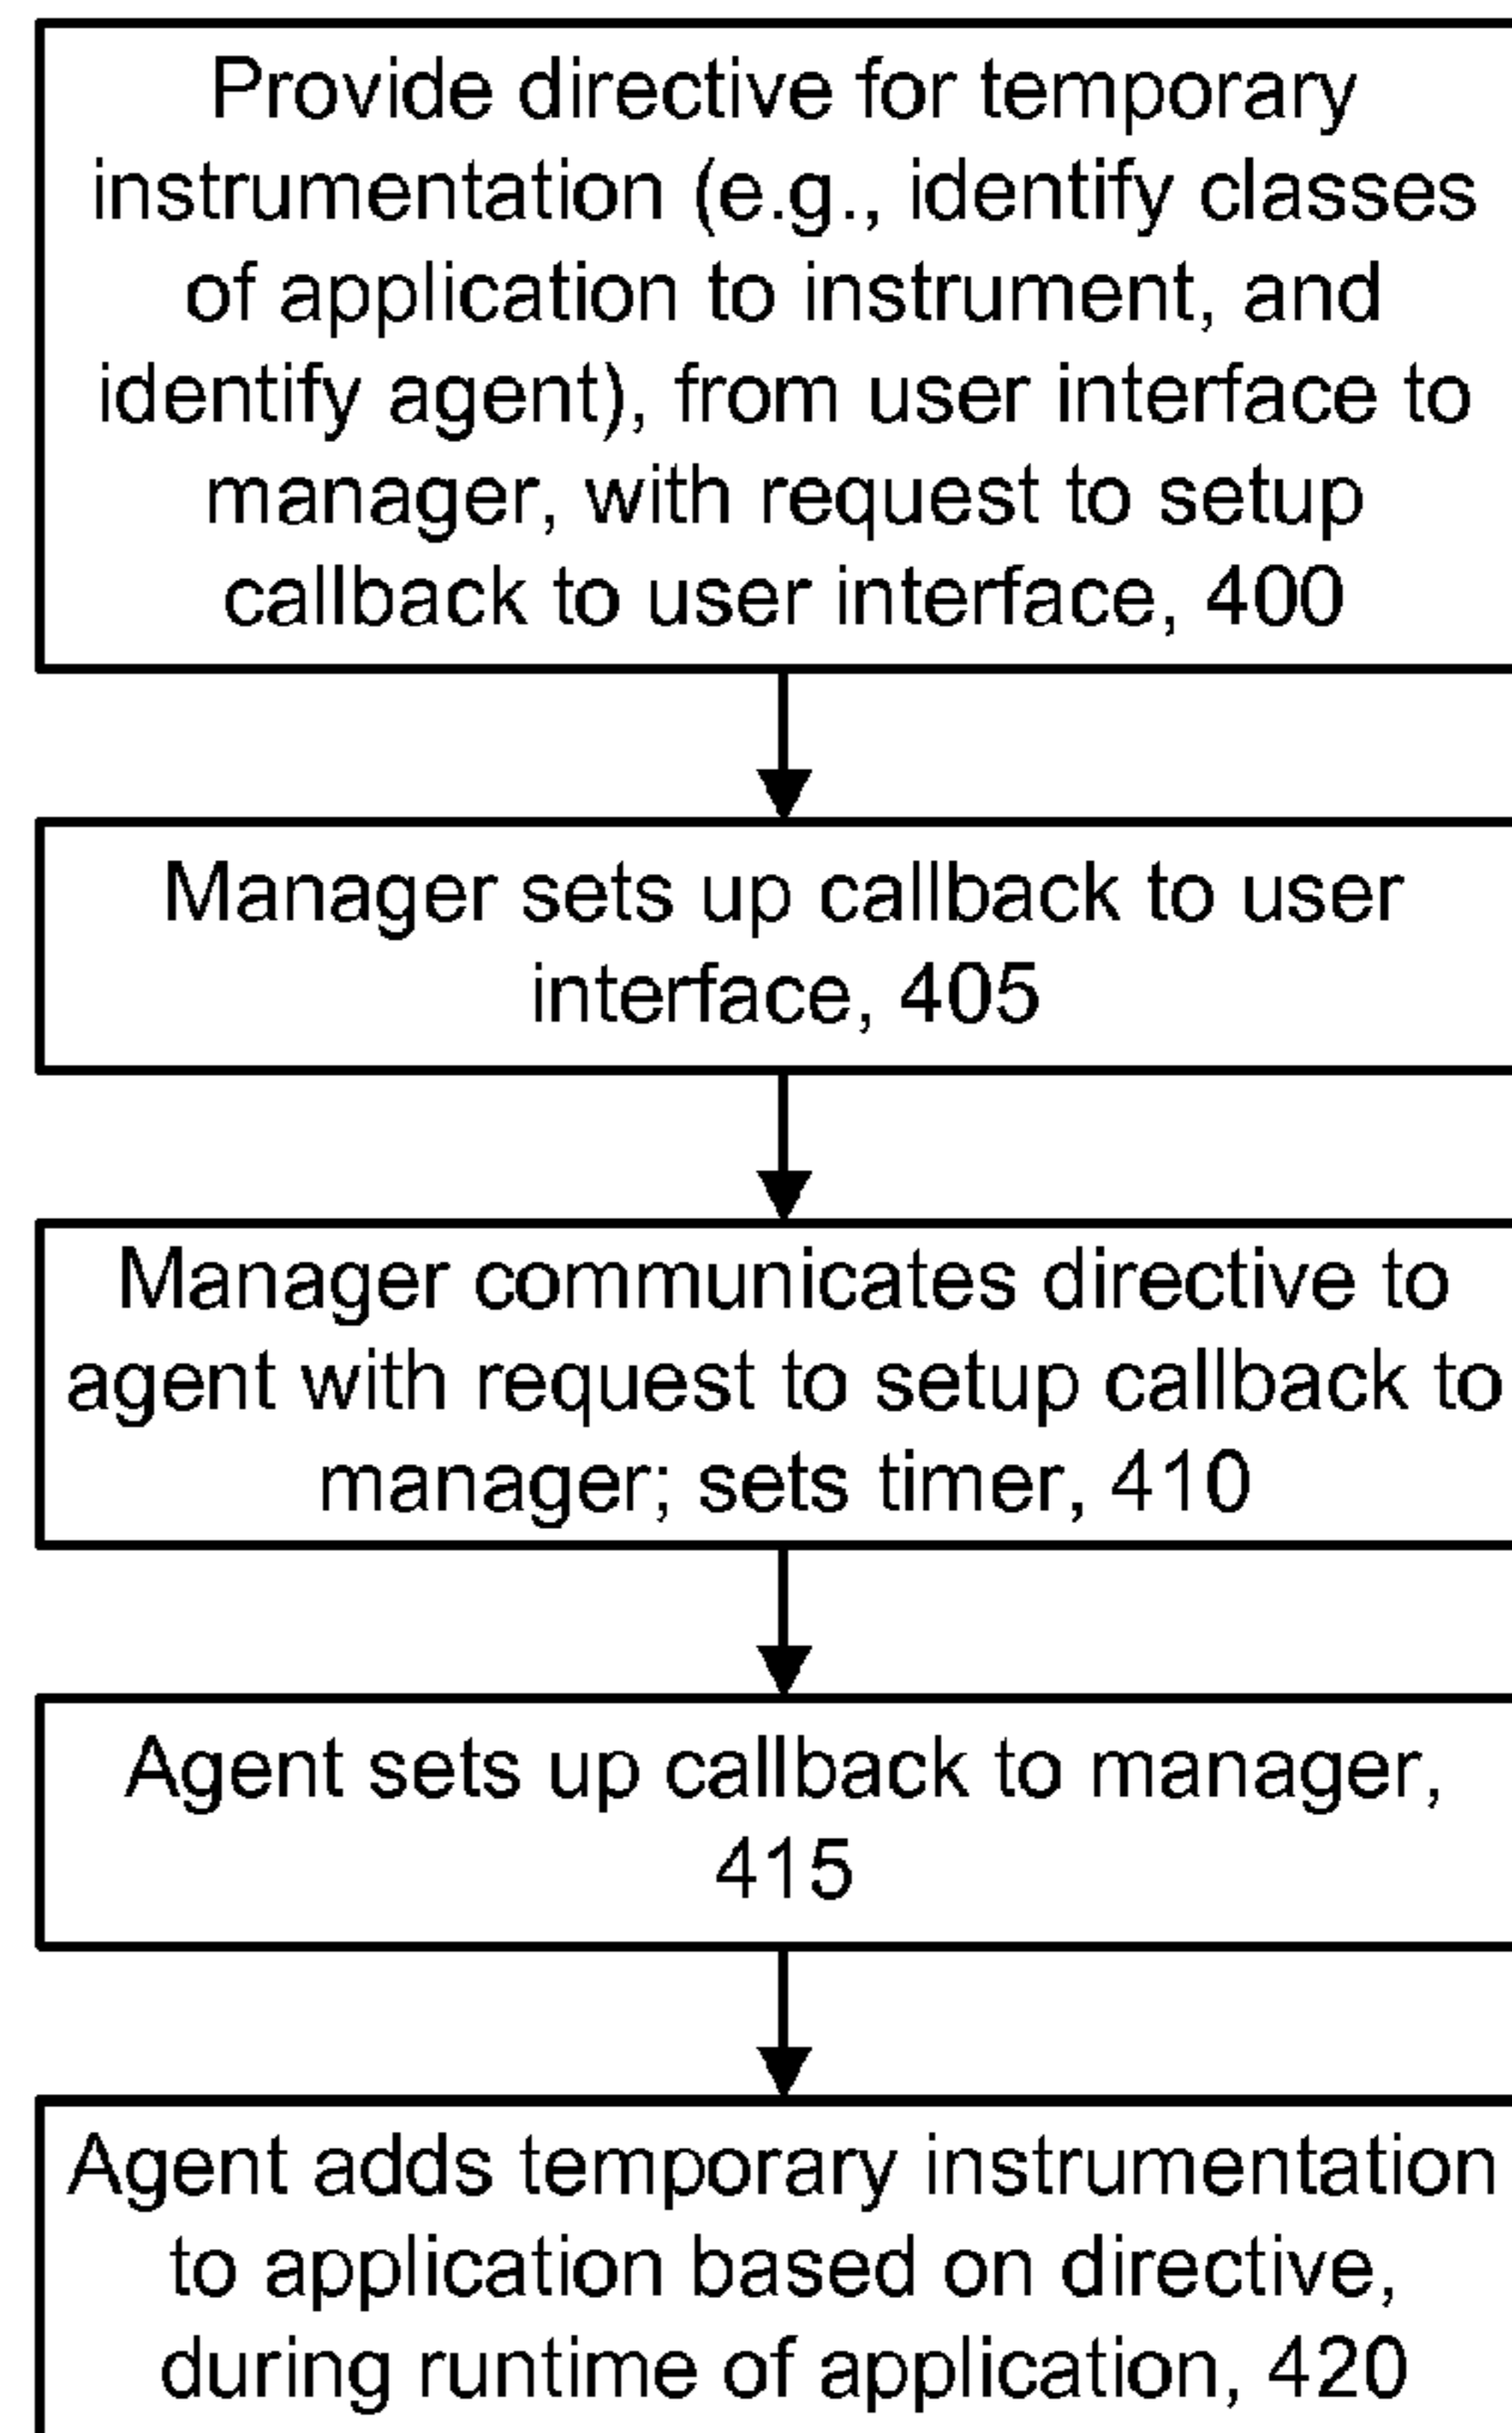 Provide directive for temporary
instrumentation (e.g., identify classes
of application to instrument, and
identify agent), from user interface to
manager, with request to setup
callback to user interface, 400
Manager sets up callback to user
interface, 405
Manager communicates directive to
agent with request to setup callback to
manager; sets timer, 410
Agent sets up callback to manager,
415
Agent adds temporary instrumentation
to application based on directive,
during runtime of application, 420